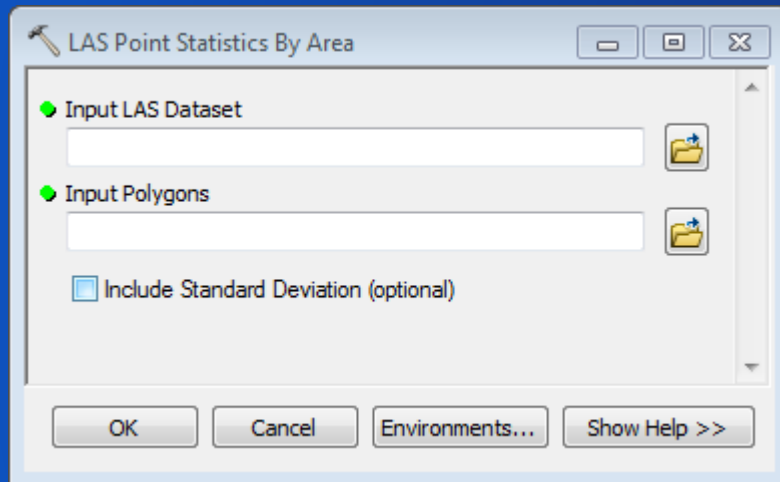 LAS Point Statistics By Area
Input LAS Dataset
Input Polygons
Include Standard Deviation (optional)
OK Cancel Environments... Show Help >>